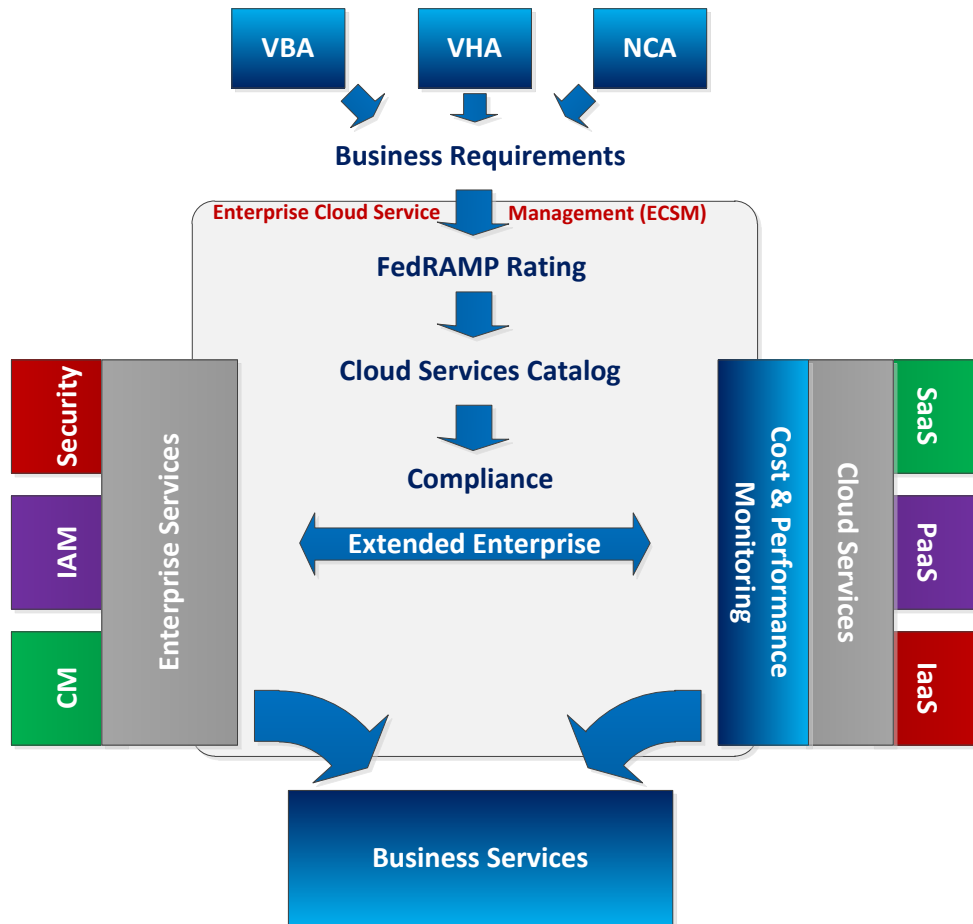 VBA
VHA
NCA
Business Requirements
Enterprise Cloud Service Management (ECSM)
FedRAMP Rating
Cloud Services Catalog
Compliance
Extended Enterprise
Security
IAM
CM
Enterprise Services
Cost & Performance
Monitoring
Cloud Services
SaaS
PaaS
IaaS
Business Services